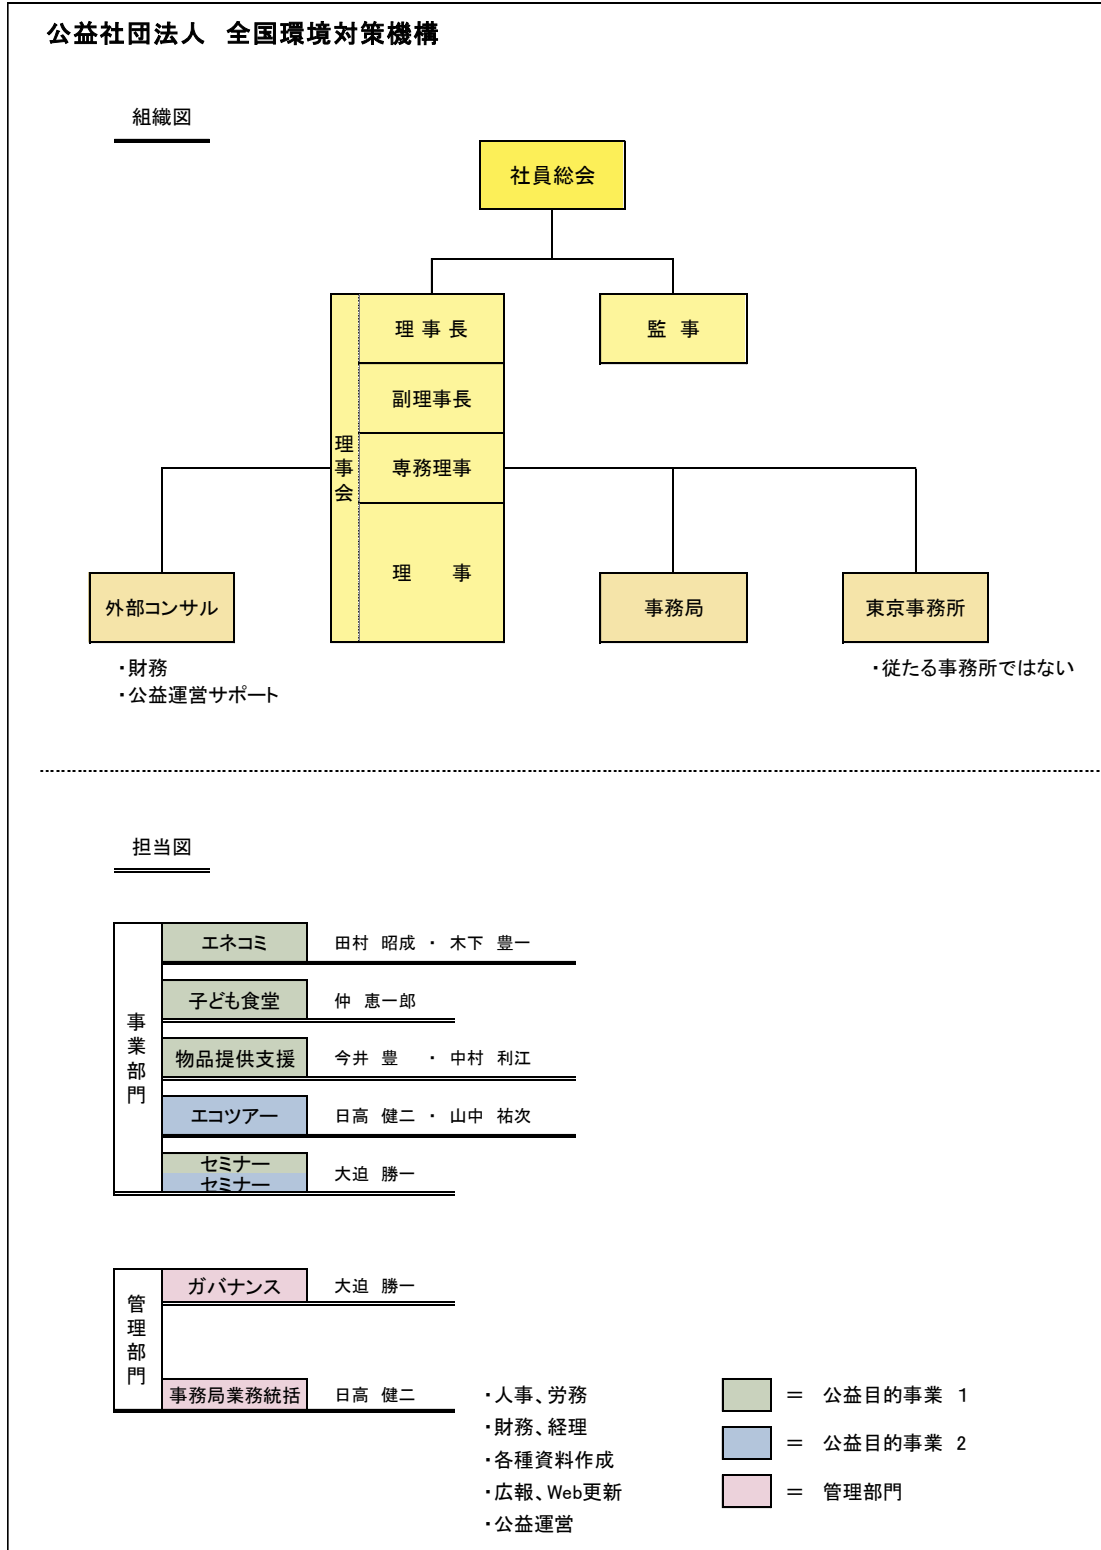 公益社団法人　全国環境対策機構
組織図
社員総会
理事会
理 事 長
監　事
副理事長
専務理事
理　　事
外部コンサル
事務局
東京事務所
・財務
・公益運営サポート
・従たる事務所ではない
担当図
事業部門
エネコミ　田村　昭成　・　木下　豊一
子ども食堂　仲　恵一郎
物品提供支援　今井　豊　・　中村　利江
エコツアー　日高　健二　・　山中　祐次
セミナー
セミナー
大迫　勝一
管理部門
ガバナンス　大迫　勝一
事務局業務統括　日高　健二
・人事、労務
・財務、経理
・各種資料作成
・広報、Web更新
・公益運営
＝　公益目的事業　1
＝　公益目的事業　2
＝　管理部門